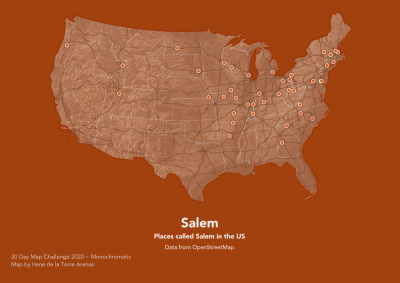 Salem
Places called Salem in the US
Data from OpenStreetMap
30 Day Map Challenge 2020 – Monochromatic
Map by Irene de la Torre Arenas